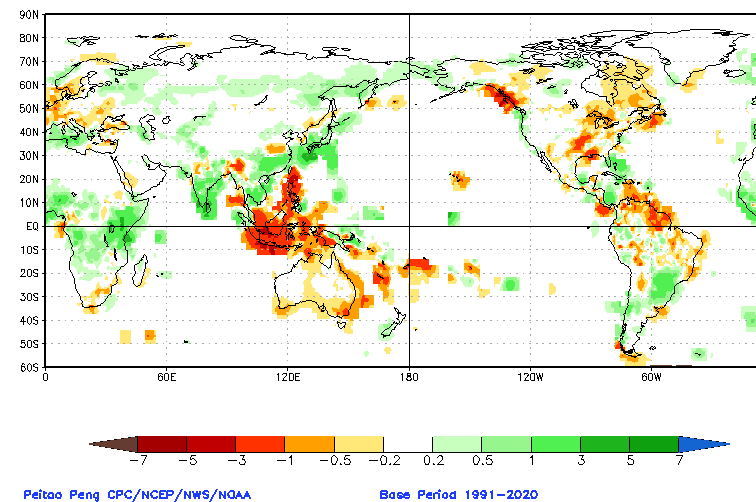 90N
80N
70N
60N
50N
40N
30N
20N
10N
EQ
10S
20S
30S
40S
50S
60S
0 60E 120E 180 120W 60W
-7 -5 -3 -1 -0.5 -0.2 0.2 0.5 1 3 5 7
Peitao Peng CPC/NCEP/NWS/NOAA Base Period 1991-2020